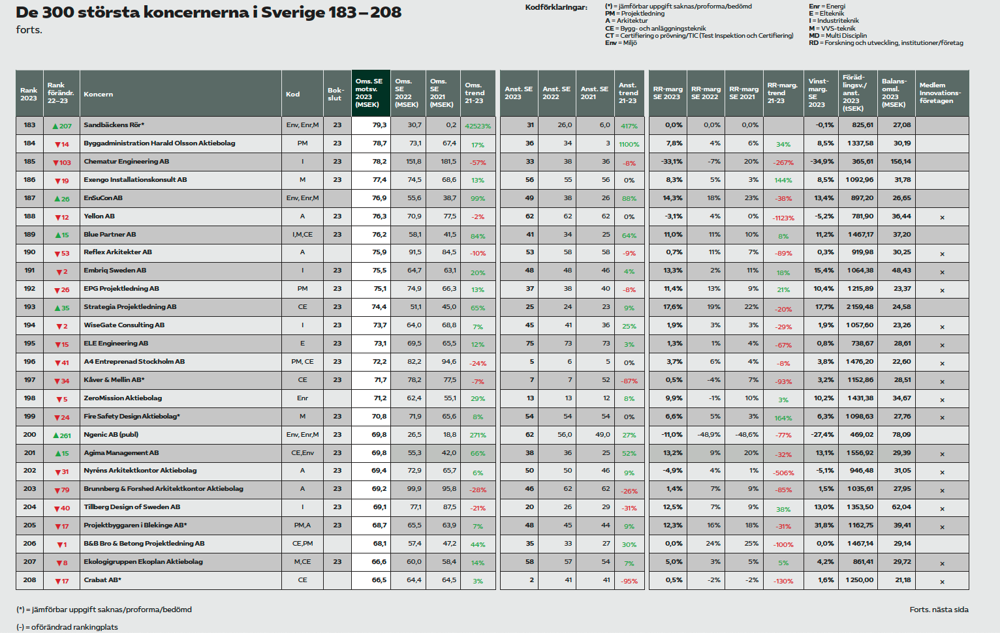 De 300 största koncernerna i Sverige 183 – 208
forts.
Kodförklaringar:
(*) = jämförbar uppgift saknas/proforma/bedömd
PM = Projektledning
A = Arkitektur
CE = Bygg- och anläggningsteknik
CT = Certifiering o prövning/TIC (Test Inspektion och Certifiering)
Env = Miljö
Enr = Energi
E = Elteknik
I = Industriteknik
M = VVS-teknik
MD = Multi Disciplin
RD = Forskning och utveckling, institutioner/företag
Rank 2023 | Rank förändr. 22–23 | Koncern | Kod | Bok-slut | Oms. SE motsv. 2023 (MSEK) | Oms. SE 2022 (MSEK) | Oms. SE 2021 (MSEK) | Oms. trend 21-23 | Anst. SE 2023 | Anst. SE 2022 | Anst. SE 2021 | Anst. trend 21-23 | RR-marg SE 2023 | RR-marg SE 2022 | RR-marg SE 2021 | RR-marg. trend 21-23 | Vinst-marg. SE 2023 | Föräd-lingsv./ anst. 2023 (tSEK) | Balans-omsl. 2023 (MSEK) | Medlem Innovations-företagen
183 ▲207 Sandbäckens Rör* Env, Enr,M 23 79,3 30,7 0,2 42523% 31 26,0 6,0 417% 0,0% 0,0% 0,0% -0,1% 825,61 27,08
184 ▼14 Byggadministration Harald Olsson Aktiebolag PM 23 78,7 73,1 67,4 17% 36 34 3 1100% 7,8% 4% 6% 34% 8,5% 1 337,58 30,19
185 ▼103 Chematur Engineering AB I 23 78,2 151,8 181,5 -57% 33 38 36 -8% -33,1% -7% 20% -267% -34,9% 365,61 156,14
186 ▼19 Exengo Installationskonsult AB M 23 77,4 74,5 68,6 13% 56 55 56 0% 8,3% 5% 3% 144% 8,5% 1 092,96 31,78
187 ▲26 EnSuCon AB Env, Enr,M 76,9 55,6 38,7 99% 49 38 26 88% 14,3% 18% 23% -38% 13,4% 897,20 26,65
188 ▼12 Yellon AB A 23 76,3 70,9 77,5 -2% 62 62 62 0% -3,1% 4% 0% -1123% -5,2% 781,90 36,44 ×
189 ▲15 Blue Partner AB I,M,CE 23 76,2 58,1 41,5 84% 41 34 25 64% 11,0% 11% 10% 8% 11,2% 1 467,17 37,20
190 ▼53 Reflex Arkitekter AB A 75,9 91,5 84,5 -10% 53 58 58 -9% 0,7% 11% 7% -89% 0,3% 919,98 30,25 ×
191 ▼2 Embriq Sweden AB I 23 75,5 64,7 63,1 20% 48 48 46 4% 13,3% 2% 11% 18% 15,4% 1 064,38 48,43 ×
192 ▼26 EPG Projektledning AB PM 23 75,1 74,9 66,3 13% 37 38 40 -8% 11,4% 13% 9% 21% 10,4% 1 215,89 23,37 ×
193 ▲35 Strategia Projektledning AB CE 23 74,4 51,1 45,0 65% 25 24 23 9% 17,6% 19% 22% -20% 17,7% 2 159,48 24,58
194 ▼2 WiseGate Consulting AB I 23 73,7 64,0 68,8 7% 45 41 36 25% 1,9% 3% 3% -29% 1,9% 1 057,60 23,26 ×
195 ▼15 ELE Engineering AB E 23 73,1 69,5 65,5 12% 75 73 73 3% 1,3% 1% 4% -67% 0,8% 738,67 28,61 ×
196 ▼41 A4 Entreprenad Stockholm AB PM, CE 23 72,2 82,2 94,6 -24% 5 6 5 0% 3,7% 6% 4% -8% 3,8% 1 476,20 22,60 ×
197 ▼34 Kåver & Mellin AB* CE 23 71,7 78,2 77,5 -7% 7 7 52 -87% 0,5% -4% 7% -93% 3,2% 1 152,86 28,51 ×
198 ▼5 ZeroMission Aktiebolag Enr 71,2 62,4 55,1 29% 13 13 12 8% 9,9% -1% 10% 3% 10,2% 1 431,38 34,67 ×
199 ▼24 Fire Safety Design Aktiebolag* M 23 70,8 71,9 65,6 8% 54 54 54 0% 6,6% 5% 3% 164% 6,3% 1 098,63 27,76 ×
200 ▲261 Ngenic AB (publ) Env, Enr,M 23 69,8 26,5 18,8 271% 62 56,0 49,0 27% -11,0% -48,9% -48,6% -77% -27,4% 469,02 78,09
201 ▲15 Agima Management AB CE,Env 23 69,8 55,3 42,0 66% 38 36 25 52% 13,2% 9% 20% -32% 13,1% 1 556,92 29,39 ×
202 ▼31 Nyréns Arkitektkontor Aktiebolag A 23 69,4 72,9 65,7 6% 50 50 46 9% -4,9% 4% 1% -506% -5,1% 946,48 31,05 ×
203 ▼79 Brunnberg & Forshed Arkitektkontor Aktiebolag A 23 69,2 99,9 95,8 -28% 46 62 62 -26% 1,4% 7% 9% -85% 1,5% 1 035,61 27,95 ×
204 ▼40 Tillberg Design of Sweden AB I 23 69,1 77,1 87,5 -21% 20 26 29 -31% 12,5% 7% 9% 38% 13,0% 1 353,50 62,04 ×
205 ▼17 Projektbyggaren i Blekinge AB* PM,A 23 68,7 65,5 63,9 7% 48 45 44 9% 12,3% 16% 18% -31% 31,8% 1 162,75 39,41 ×
206 ▼1 B&B Bro & Betong Projektledning AB CE,PM 68,1 57,4 47,2 44% 35 33 27 30% 0,0% 24% 25% -100% 0,0% 1 467,14 29,14
207 ▼8 Ekologigruppen Ekoplan Aktiebolag M,CE 23 66,6 60,0 58,4 14% 58 57 54 7% 5,0% 3% 5% 5% 4,2% 861,41 29,72 ×
208 ▼17 Crabat AB* CE 66,5 64,4 64,5 3% 2 41 41 -95% 0,5% -2% -2% -130% 1,6% 1 250,00 21,18 ×
(*) = jämförbar uppgift saknas/proforma/bedömd
Forts. nästa sida
(-) = oförändrad rankingplats